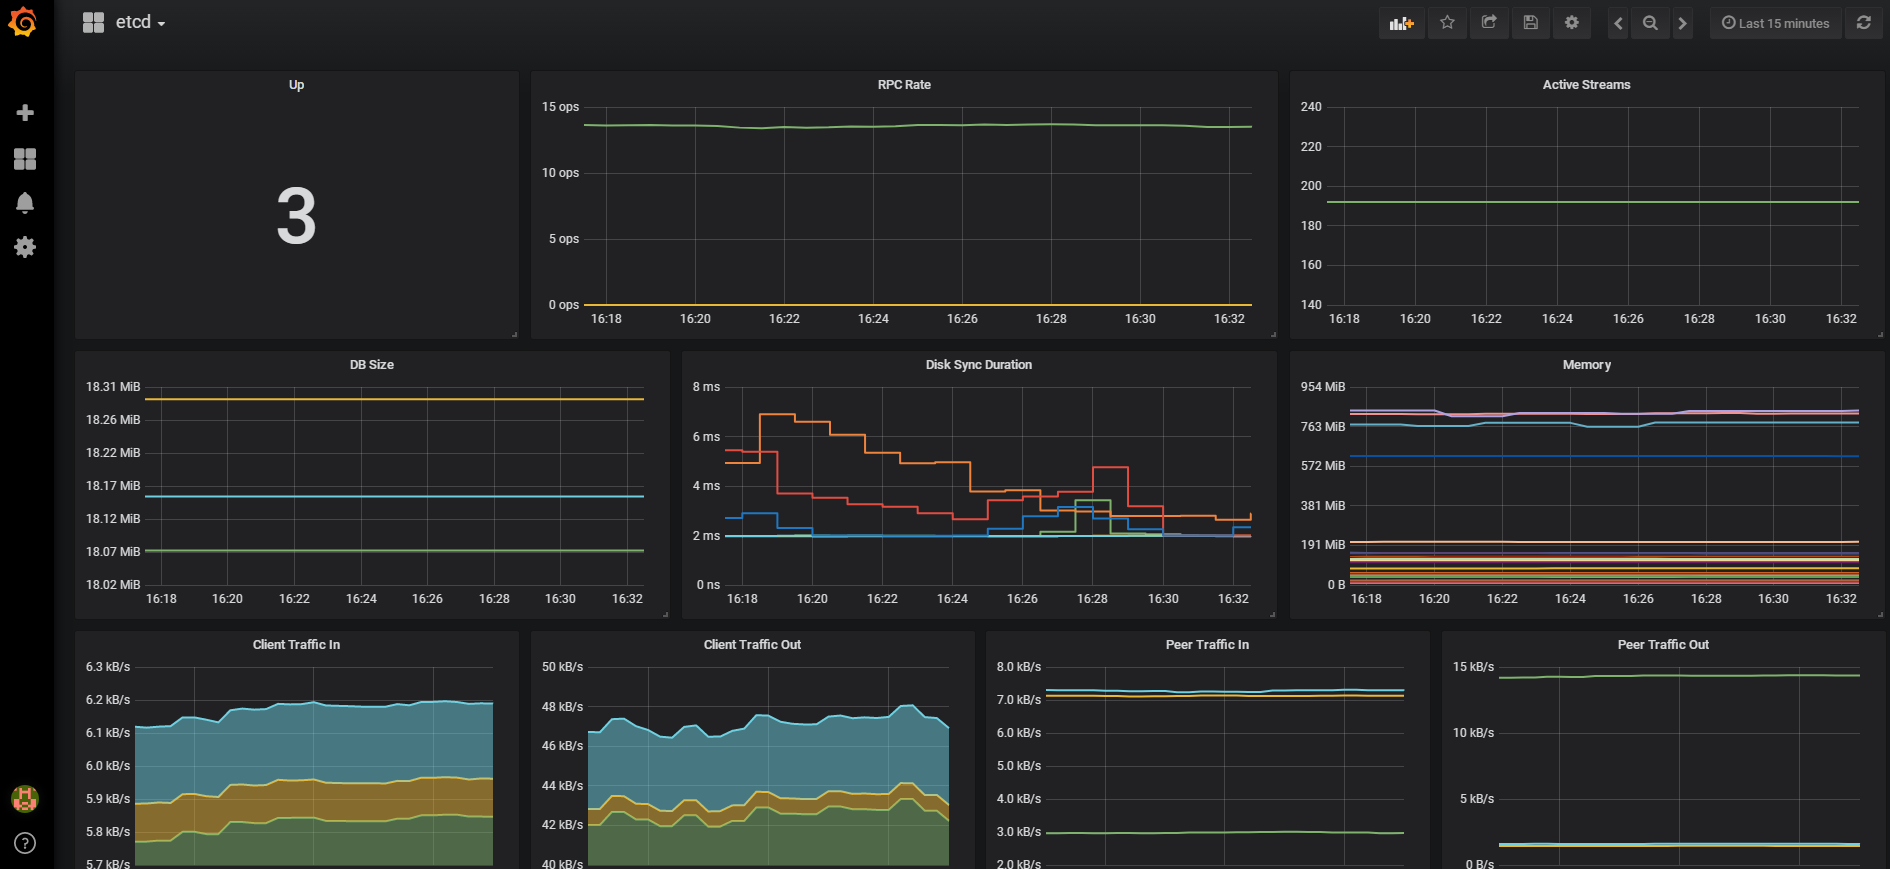 etcd
Last 15 minutes
Up
3
RPC Rate
15 ops
10 ops
5 ops
0 ops
16:18 16:20 16:22 16:24 16:26 16:28 16:30 16:32
Active Streams
240
220
200
180
160
140
16:18 16:20 16:22 16:24 16:26 16:28 16:30 16:32
DB Size
18.31 MiB
18.26 MiB
18.22 MiB
18.17 MiB
18.12 MiB
18.07 MiB
18.02 MiB
16:18 16:20 16:22 16:24 16:26 16:28 16:30 16:32
Disk Sync Duration
8 ms
6 ms
4 ms
2 ms
0 ns
16:18 16:20 16:22 16:24 16:26 16:28 16:30 16:32
Memory
954 MiB
763 MiB
572 MiB
381 MiB
191 MiB
0 B
16:18 16:20 16:22 16:24 16:26 16:28 16:30 16:32
Client Traffic In
6.3 kB/s
6.2 kB/s
6.1 kB/s
6.0 kB/s
5.9 kB/s
5.8 kB/s
5.7 kB/s
Client Traffic Out
50 kB/s
48 kB/s
46 kB/s
44 kB/s
42 kB/s
40 kB/s
Peer Traffic In
8.0 kB/s
7.0 kB/s
6.0 kB/s
5.0 kB/s
4.0 kB/s
3.0 kB/s
2.0 kB/s
Peer Traffic Out
15 kB/s
10 kB/s
5 kB/s
0 B/s